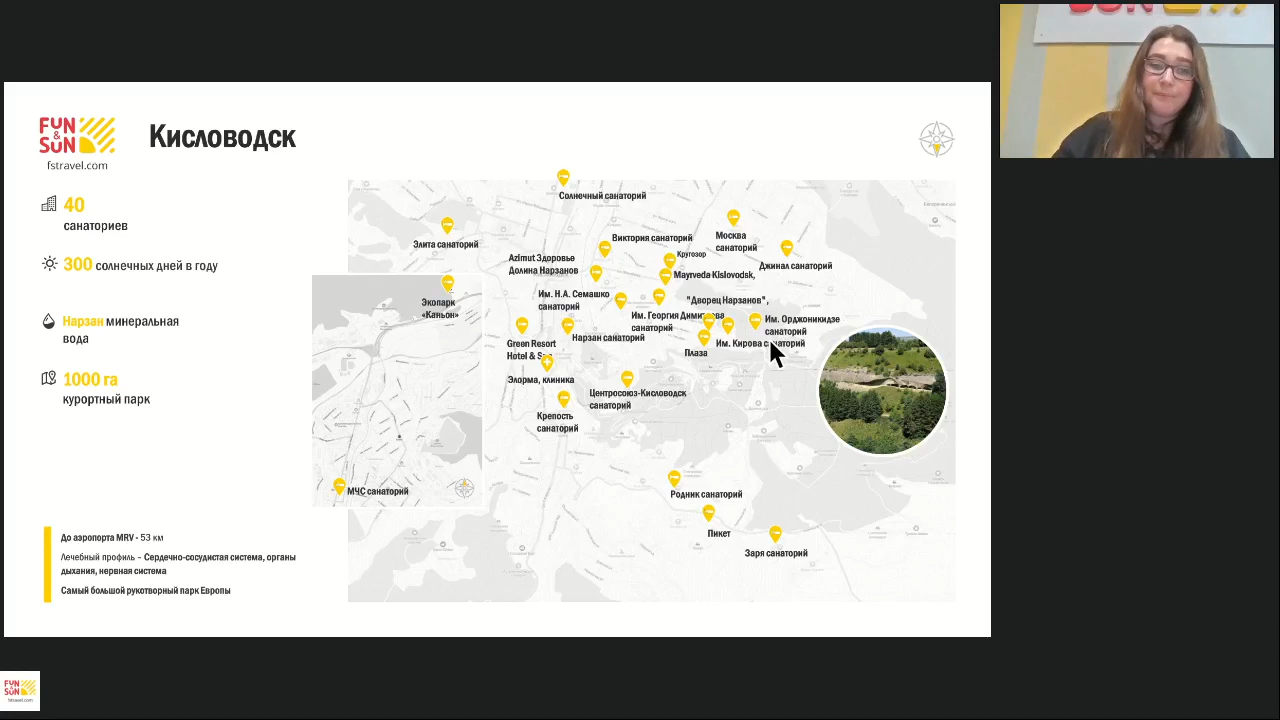 FUN
&
SUN
fstravel.com
Кисловодск
40
санаториев
300 солнечных дней в году
Нарзан минеральная
вода
1000 га
курортный парк
До аэропорта MRV - 53 км
Лечебный профиль – Сердечно-сосудистая система, органы
дыхания, нервная система
Самый большой рукотворный парк Европы
Солнечный санаторий
Элита санаторий
Виктория санаторий
Москва
санаторий
Кругозор
Джинал санаторий
Azimut Здоровье
Долина Нарзанов
Mayrveda Kislovodsk,
Экопарк
«Каньон»
Им. Н.А. Семашко
санаторий
"Дворец Нарзанов",
Им. Георгия Димитрова
санаторий
Им. Орджоникидзе
санаторий
Нарзан санаторий
Green Resort
Hotel & Spa
Им. Кирова санаторий
Плаза
Элорма, клиника
Центросоюз-Кисловодск
санаторий
Крепость
санаторий
МЧС санаторий
Родник санаторий
Пикет
Заря санаторий
FUN
&
SUN
fstravel.com